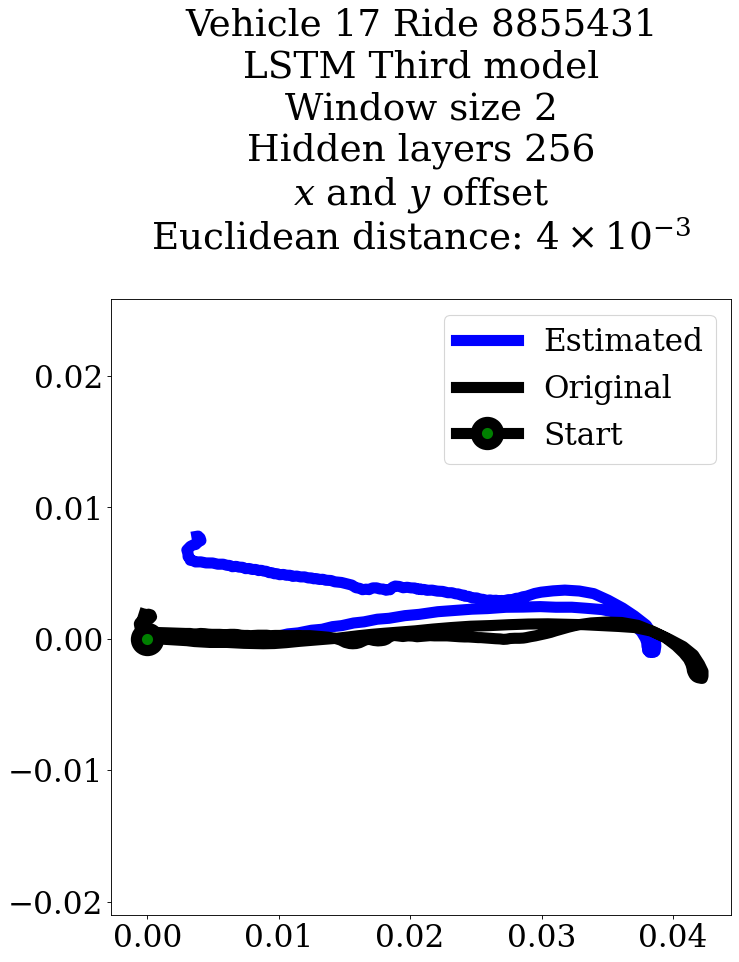 Vehicle 17 Ride 8855431
LSTM Third model
Window size 2
Hidden layers 256
x and y offset
Euclidean distance: 4 × 10⁻³
Estimated
Original
Start
0.02
0.01
0.00
−0.01
−0.02
0.00 0.01 0.02 0.03 0.04